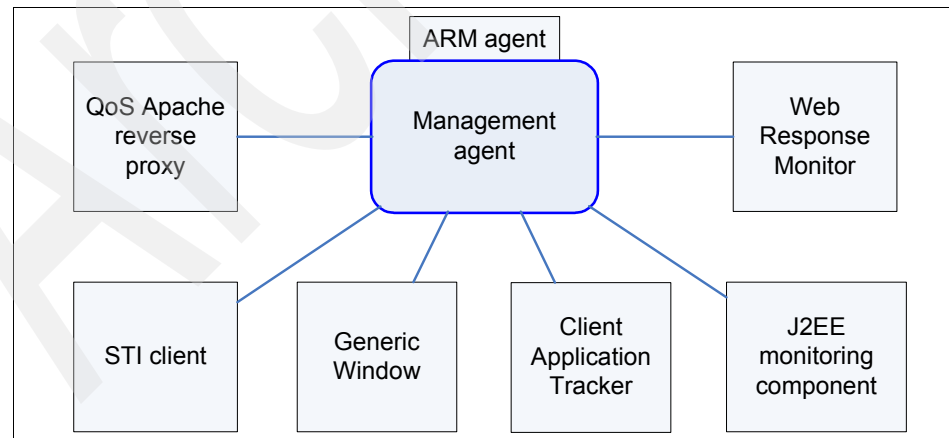 ARM agent
QoS Apache
reverse
proxy
Management
agent
Web
Response
Monitor
STI client
Generic
Window
Client
Application
Tracker
J2EE
monitoring
component